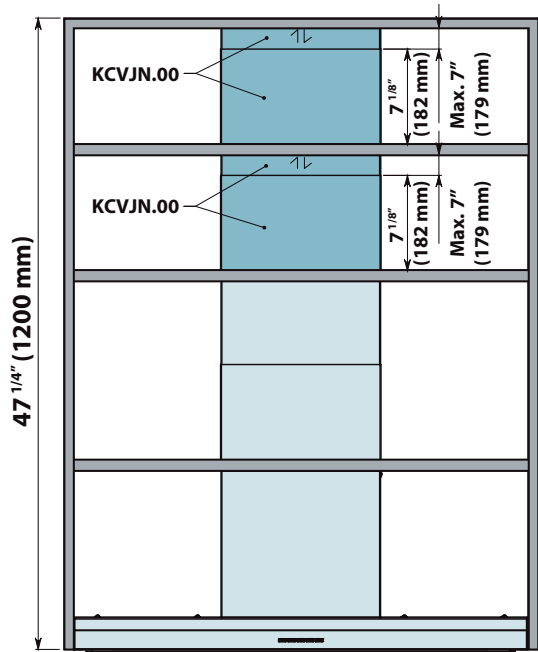 KCVJN.00
7 1/8"
(182 mm)
Max. 7"
(179 mm)
KCVJN.00
7 1/8"
(182 mm)
Max. 7"
(179 mm)
47 1/4" (1200 mm)